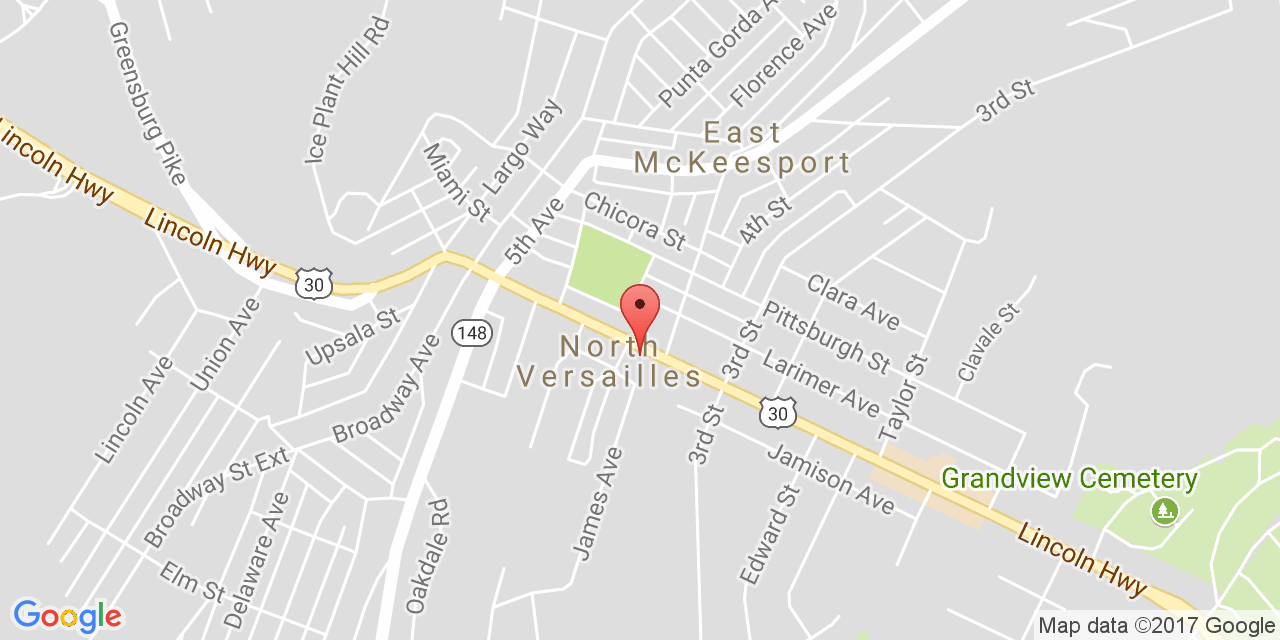 Greensburg Pike
Ice Plant Hill Rd
Punta Gorda A
Florence Ave
3rd St
Largo Way
Miami St
East
McKeesport
Lincoln Hwy
Lincoln Hwy
5th Ave
Chicora St
4th St
30
Clara Ave
Pittsburgh St
Clavale St
Union Ave
Upsala St
148
North
Versailles
3rd St
Larimer Ave
Taylor St
Lincoln Ave
Broadway Ave
30
3rd St
Jamison Ave
Grandview Cemetery
Broadway St Ext
James Ave
Edward St
Delaware Ave
Oakdale Rd
Elm St
Lincoln Hwy
Google
Map data ©2017 Google